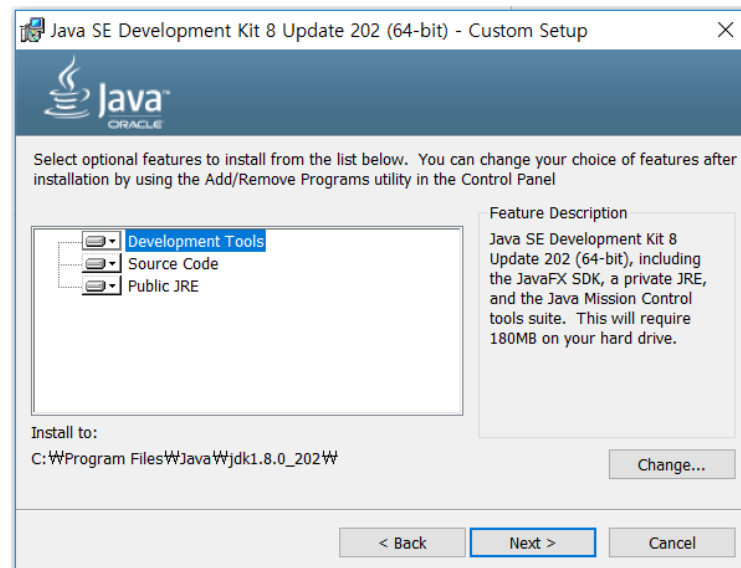 Java SE Development Kit 8 Update 202 (64-bit) - Custom Setup
Java™
ORACLE
Select optional features to install from the list below. You can change your choice of features after
installation by using the Add/Remove Programs utility in the Control Panel
Development Tools
Source Code
Public JRE
Feature Description
Java SE Development Kit 8
Update 202 (64-bit), including
the JavaFX SDK, a private JRE,
and the Java Mission Control
tools suite. This will require
180MB on your hard drive.
Install to:
C:₩Program Files₩Java₩jdk1.8.0_202₩
Change...
< Back
Next >
Cancel